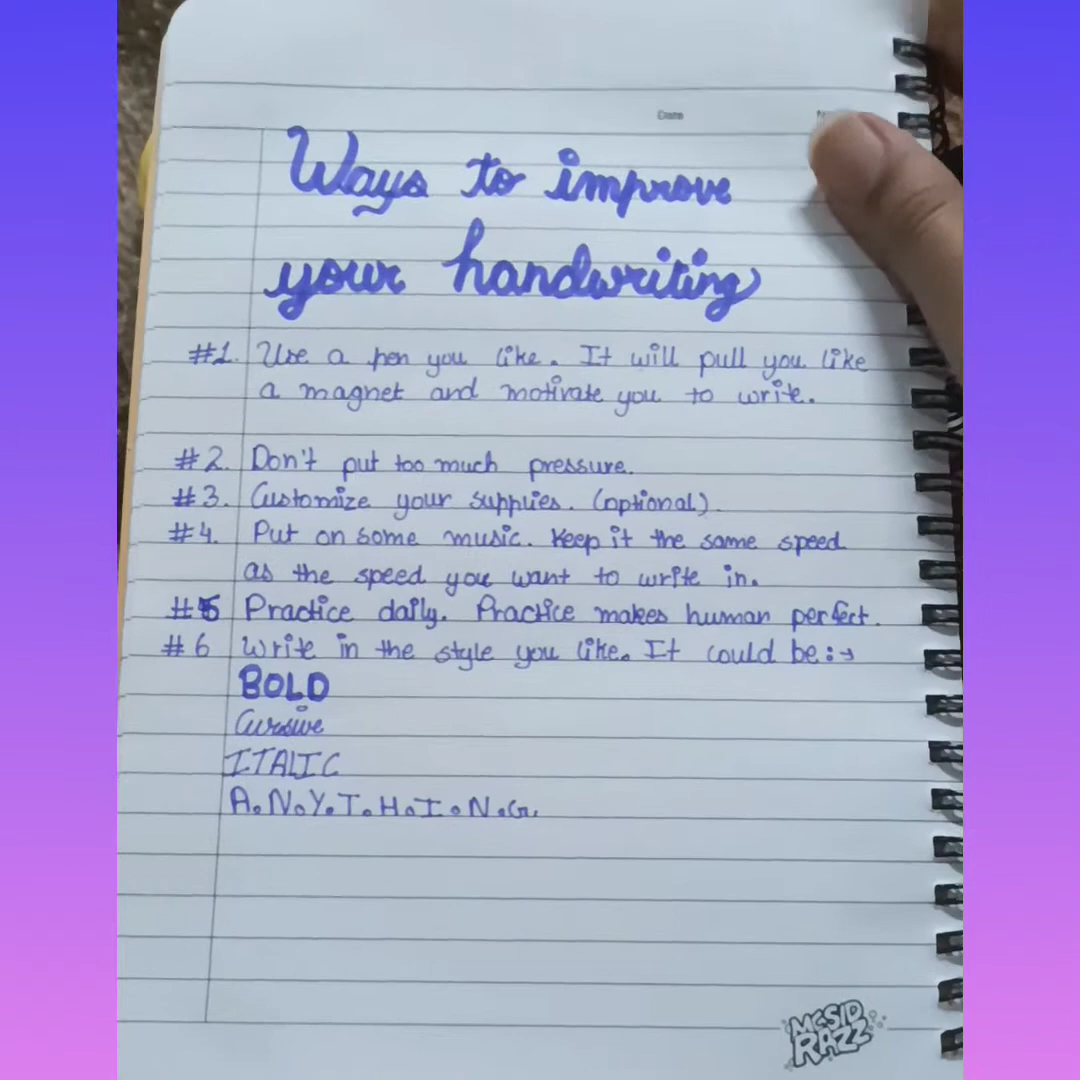 Date
Ways to improve
your handwriting
#1. Use a pen you like. It will pull you like
a magnet and motivate you to write.
#2. Don't put too much pressure.
#3. Customize your supplies. (optional).
#4. Put on some music. Keep it the same speed
as the speed you want to write in.
#5 Practice daily. Practice makes human perfect.
#6 Write in the style you like. It could be:→
BOLD
Cursive
ITALIC
A.N.Y.T.H.I.N.G.
MCSID
RAZZ